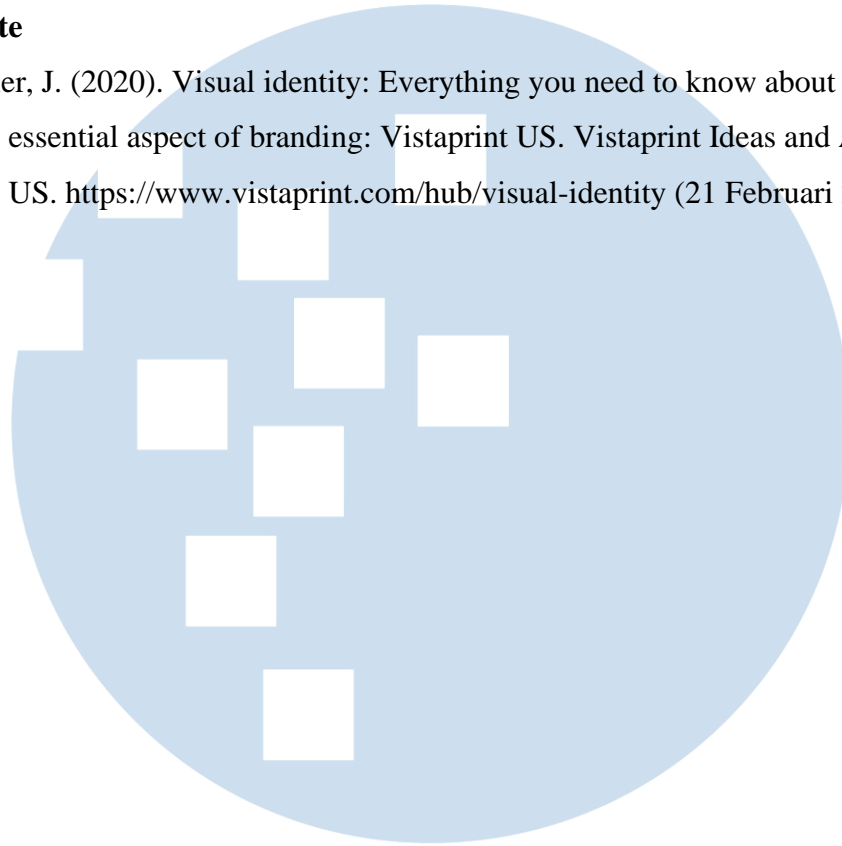 te
er, J. (2020). Visual identity: Everything you need to know about
essential aspect of branding: Vistaprint US. Vistaprint Ideas and
US. https://www.vistaprint.com/hub/visual-identity (21 Februari